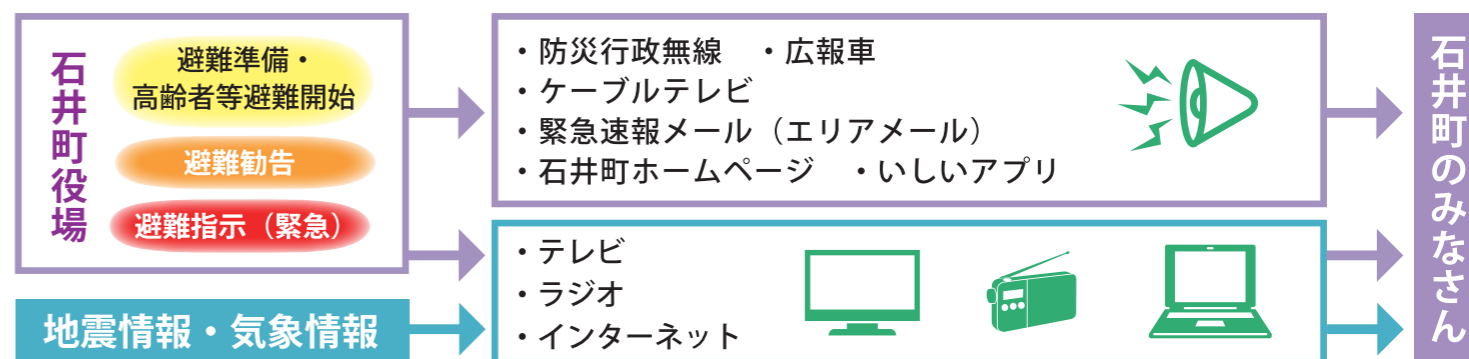 石井町役場
避難準備・
高齢者等避難開始
避難勧告
避難指示（緊急）
地震情報・気象情報
・防災行政無線　・広報車
・ケーブルテレビ
・緊急速報メール（エリアメール）
・石井町ホームページ　・いしいアプリ
・テレビ
・ラジオ
・インターネット
石井町のみなさん